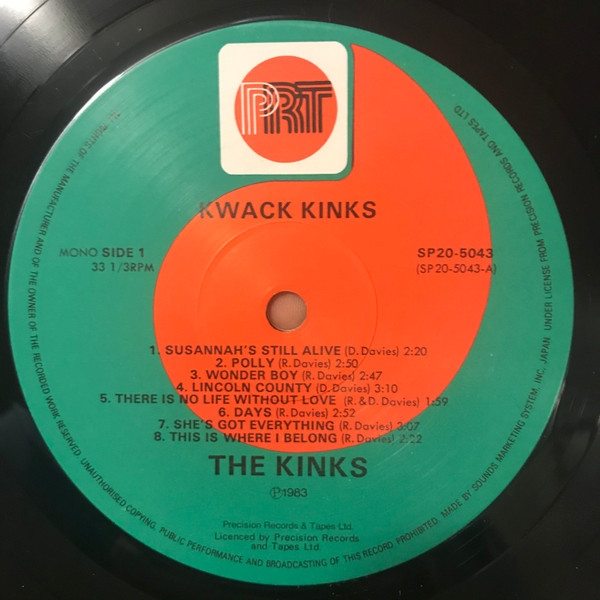 PRT
KWACK KINKS
MONO SIDE 1
33 1/3RPM
SP20-5043
(SP20-5043-A)
1. SUSANNAH'S STILL ALIVE (D. Davies) 2:20
2. POLLY (R. Davies) 2:50
3. WONDER BOY (R. Davies) 2:47
4. LINCOLN COUNTY (D. Davies) 3:10
5. THERE IS NO LIFE WITHOUT LOVE (R. & D. Davies) 1:59
6. DAYS (R. Davies) 2:52
7. SHE'S GOT EVERYTHING (R. Davies) 3:07
8. THIS IS WHERE I BELONG (R. Davies) 2:22
THE KINKS
℗1983
Precision Records & Tapes Ltd.
Licenced by Precision Records
and Tapes Ltd.
RIGHTS OF THE MANUFACTURER AND OF THE OWNER OF THE RECORDED WORK RESERVED. UNAUTHORISED COPYING, PUBLIC PERFORMANCE AND BROADCASTING OF THIS RECORD PROHIBITED. MADE BY SOUNDS MARKETING SYSTEM, INC., JAPAN. UNDER LICENSE FROM PRECISION RECORDS AND TAPES LTD.